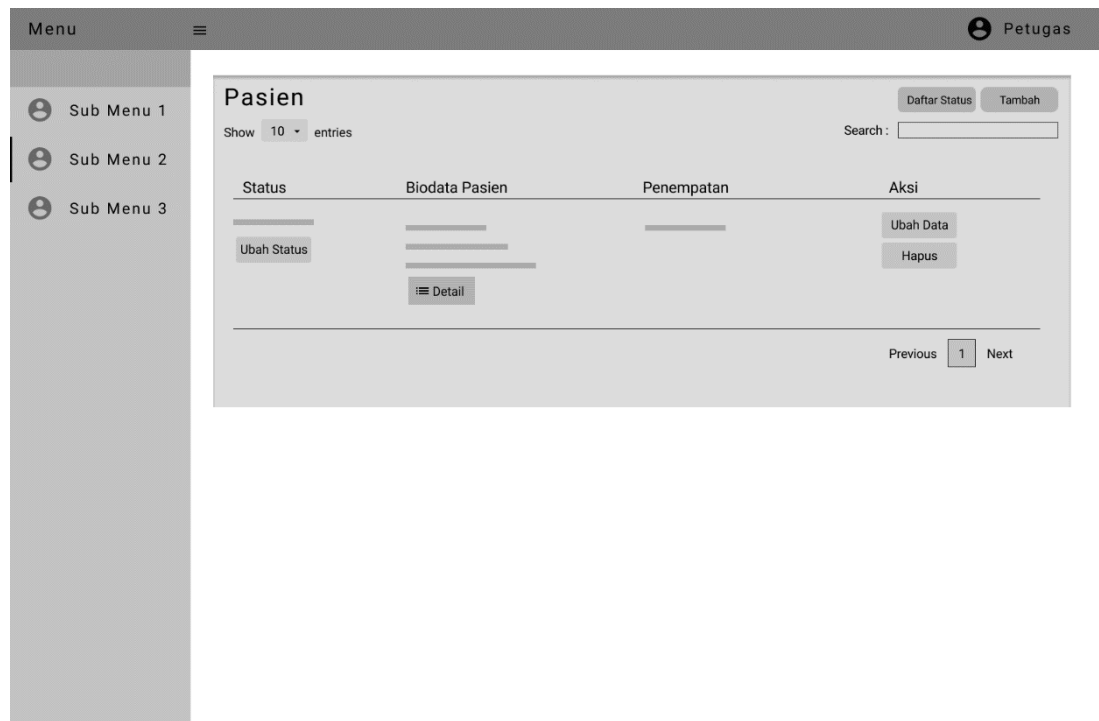 Menu
Petugas
Sub Menu 1
Sub Menu 2
Sub Menu 3
Pasien
Daftar Status
Tambah
Show 10 entries
Search :
Status Biodata Pasien Penempatan Aksi
Ubah Status
Detail
Ubah Data
Hapus
Previous 1 Next